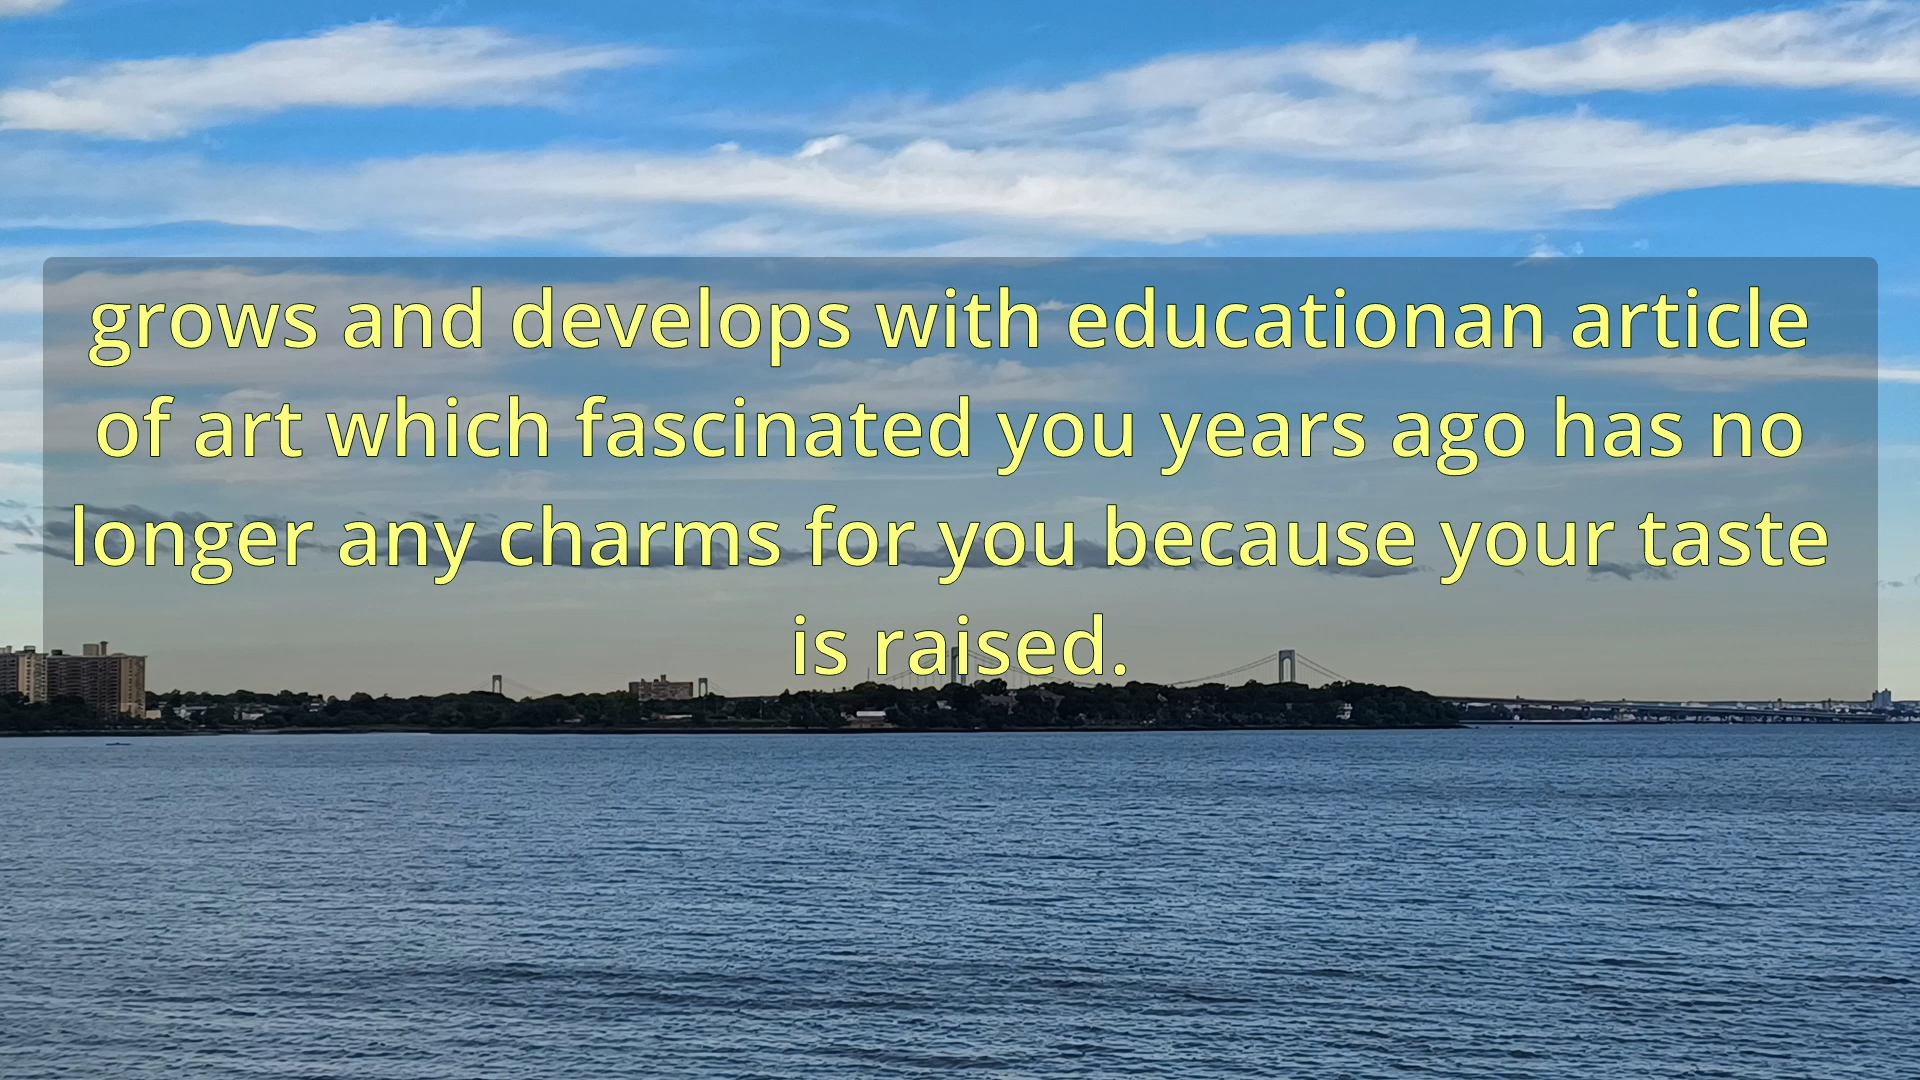 grows and develops with educationan article
of art which fascinated you years ago has no
longer any charms for you because your taste
is raised.